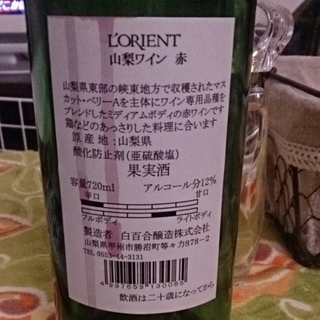 L'ORIENT
山梨ワイン 赤
山梨県東部の峡東地方で収穫されたマス
カット・ベリーAを主体にワイン専用品種を
ブレンドしたミディアムボディの赤ワインです
鶏などのあっさりした料理に合います
原産地:山梨県
酸化防止剤(亜硫酸塩)
果実酒
容量720ml アルコール分12%
辛口 甘口
フルボディ ライトボディ
製造者 白百合醸造株式会社
山梨県甲州市勝沼町等々力878-2
TEL 0553-44-3131
4997659130088
飲酒は二十歳になってから